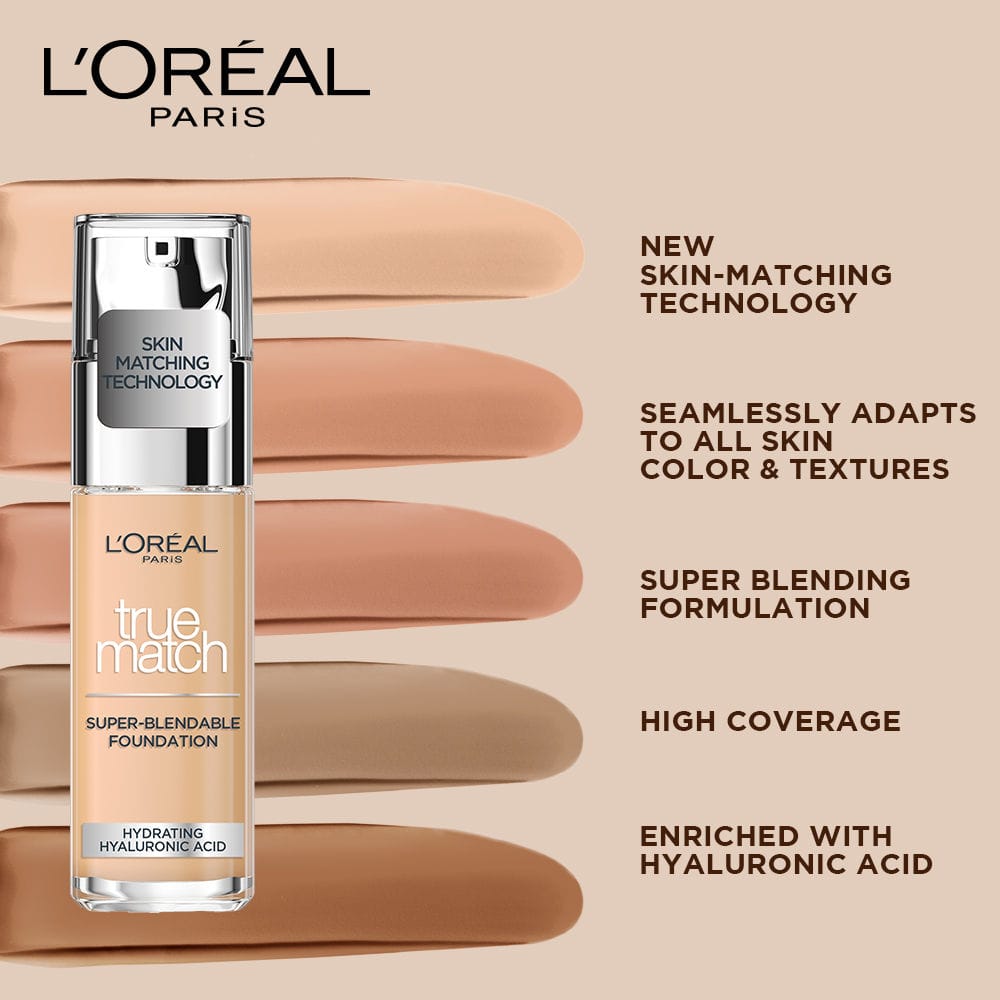 L'ORÉAL
PARiS
SKIN
MATCHING
TECHNOLOGY
L'ORÉAL
PARiS
true
match
SUPER-BLENDABLE
FOUNDATION
HYDRATING
HYALURONIC ACID
NEW
SKIN-MATCHING
TECHNOLOGY
SEAMLESSLY ADAPTS
TO ALL SKIN
COLOR & TEXTURES
SUPER BLENDING
FORMULATION
HIGH COVERAGE
ENRICHED WITH
HYALURONIC ACID